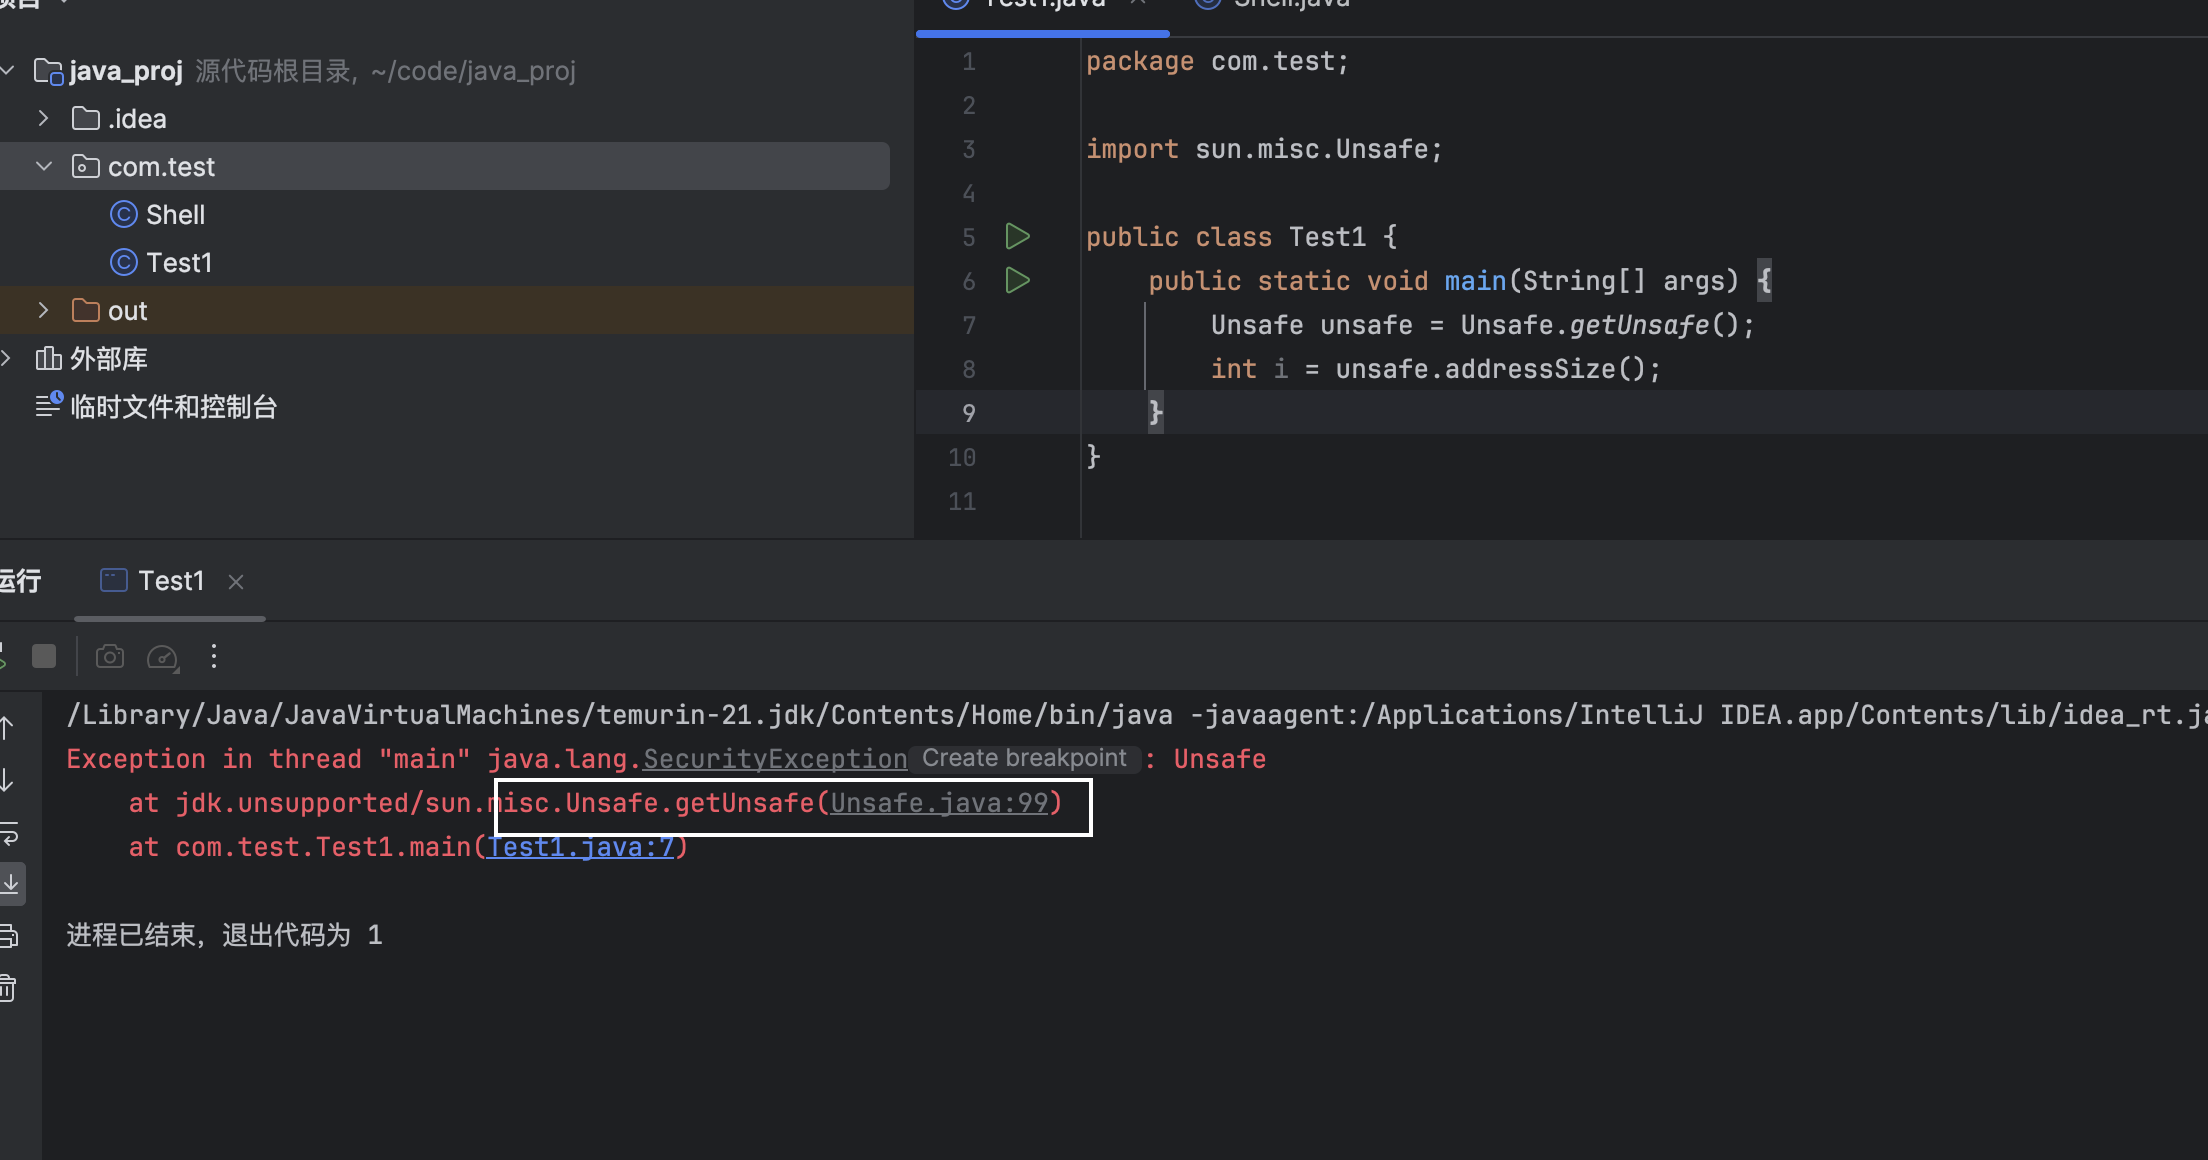 项目
java_proj 源代码根目录, ~/code/java_proj
.idea
com.test
Shell
Test1
out
外部库
临时文件和控制台
Test1.java
Shell.java
1 package com.test;
2
3 import sun.misc.Unsafe;
4
5 public class Test1 {
6 public static void main(String[] args) {
7 Unsafe unsafe = Unsafe.getUnsafe();
8 int i = unsafe.addressSize();
9 }
10 }
11
运行 Test1
/Library/Java/JavaVirtualMachines/temurin-21.jdk/Contents/Home/bin/java -javaagent:/Applications/IntelliJ IDEA.app/Contents/lib/idea_rt.ja
Exception in thread "main" java.lang.SecurityException Create breakpoint : Unsafe
at jdk.unsupported/sun.misc.Unsafe.getUnsafe(Unsafe.java:99)
at com.test.Test1.main(Test1.java:7)
进程已结束，退出代码为 1